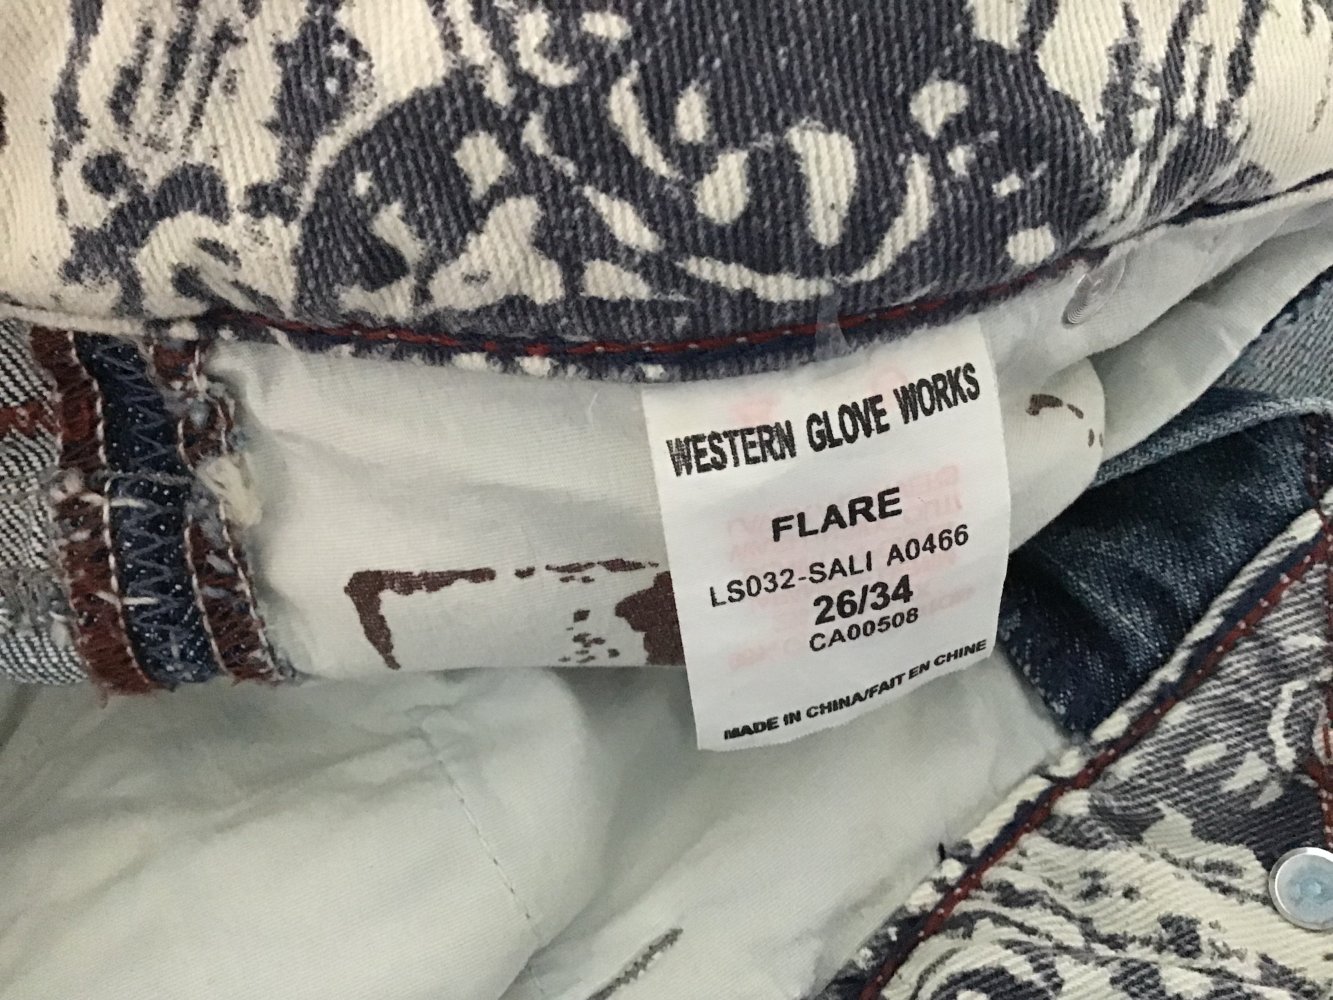 WESTERN GLOVE WORKS
FLARE
LS032-SALI A0466
26/34
CA00508
MADE IN CHINA/FAIT EN CHINE